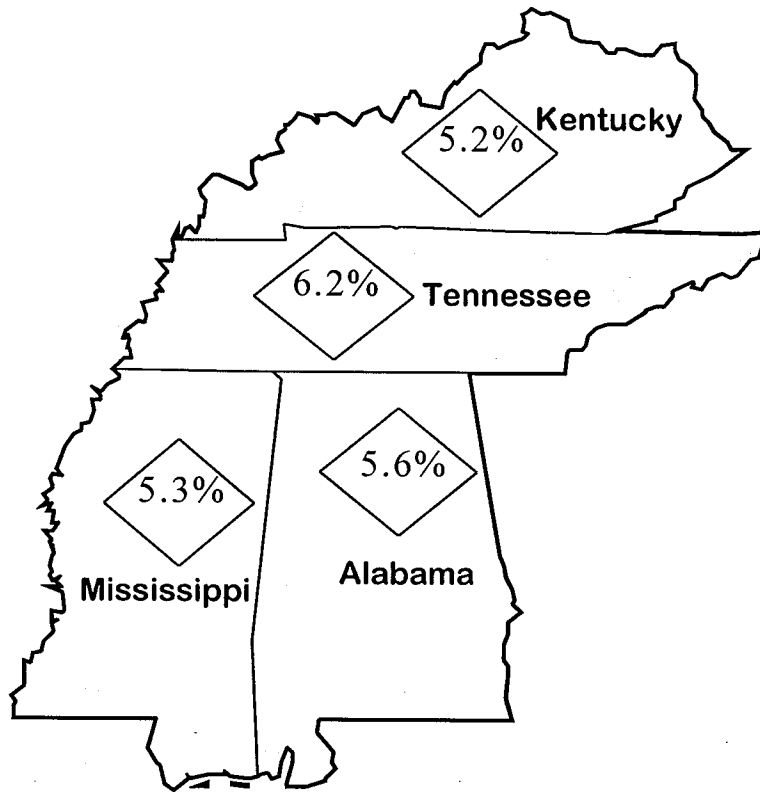 5.2%
Kentucky
6.2%
Tennessee
5.3%
Mississippi
5.6%
Alabama